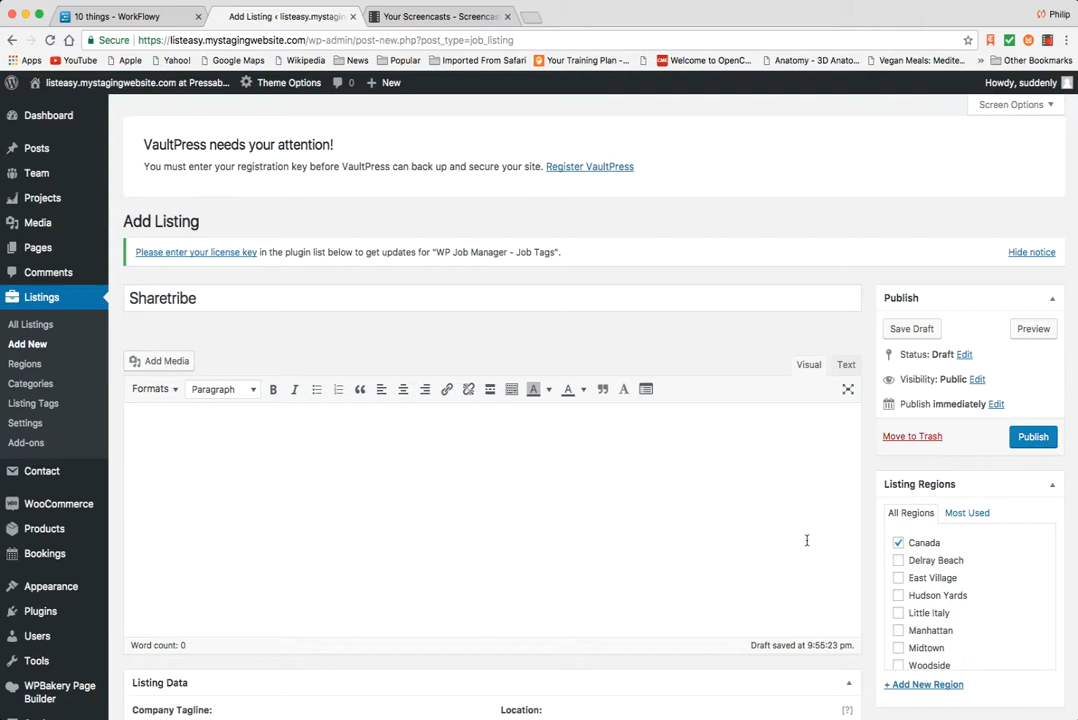 10 things - WorkFlowy
Add Listing ‹ listeasy.mystaging
Your Screencasts - Screencas
Philip
Secure
https://listeasy.mystagingwebsite.com/wp-admin/post-new.php?post_type=job_listing
Apps
YouTube
Apple
Yahoo!
Google Maps
Wikipedia
News
Popular
Imported From Safari
Your Training Plan -...
Welcome to OpenC...
Anatomy - 3D Anato...
Vegan Meals: Medite...
»
Other Bookmarks
listeasy.mystagingwebsite.com at Pressab...
Theme Options
0
New
Howdy, suddenly
Screen Options
Dashboard
Posts
Team
Projects
Media
Pages
Comments
Listings
All Listings
Add New
Regions
Categories
Listing Tags
Settings
Add-ons
Contact
WooCommerce
Products
Bookings
Appearance
Plugins
Users
Tools
WPBakery Page
Builder
VaultPress needs your attention!
You must enter your registration key before VaultPress can back up and secure your site. Register VaultPress
Add Listing
Please enter your license key in the plugin list below to get updates for "WP Job Manager - Job Tags".
Hide notice
Sharetribe
Add Media
Visual
Text
Formats
Paragraph
B
I
A
A
A
Word count: 0
Draft saved at 9:55:23 pm.
Listing Data
Company Tagline:
Location:
[?]
Publish
Save Draft
Preview
Status: Draft Edit
Visibility: Public Edit
Publish immediately Edit
Move to Trash
Publish
Listing Regions
All Regions
Most Used
Canada
Delray Beach
East Village
Hudson Yards
Little Italy
Manhattan
Midtown
Woodside
+ Add New Region